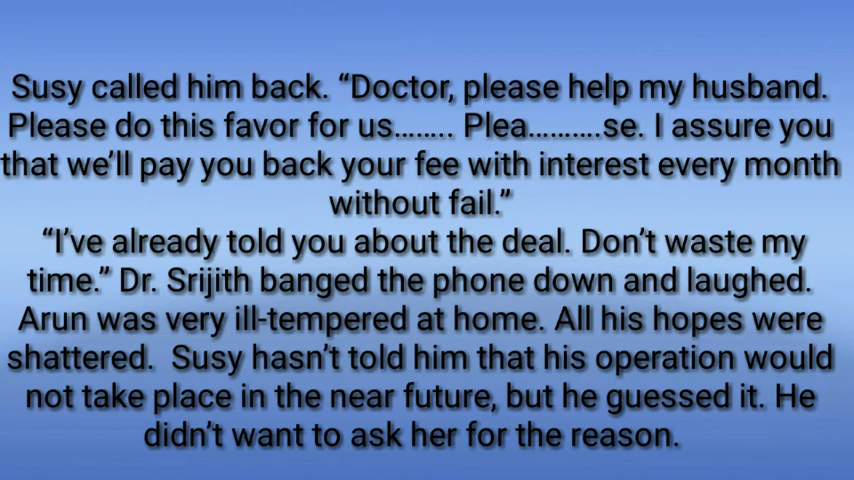 Susy called him back. “Doctor, please help my husband.
Please do this favor for us…….. Plea……….se. I assure you
that we’ll pay you back your fee with interest every month
without fail.”
“I’ve already told you about the deal. Don’t waste my
time.” Dr. Srijith banged the phone down and laughed.
Arun was very ill-tempered at home. All his hopes were
shattered.  Susy hasn’t told him that his operation would
not take place in the near future, but he guessed it. He
didn’t want to ask her for the reason.